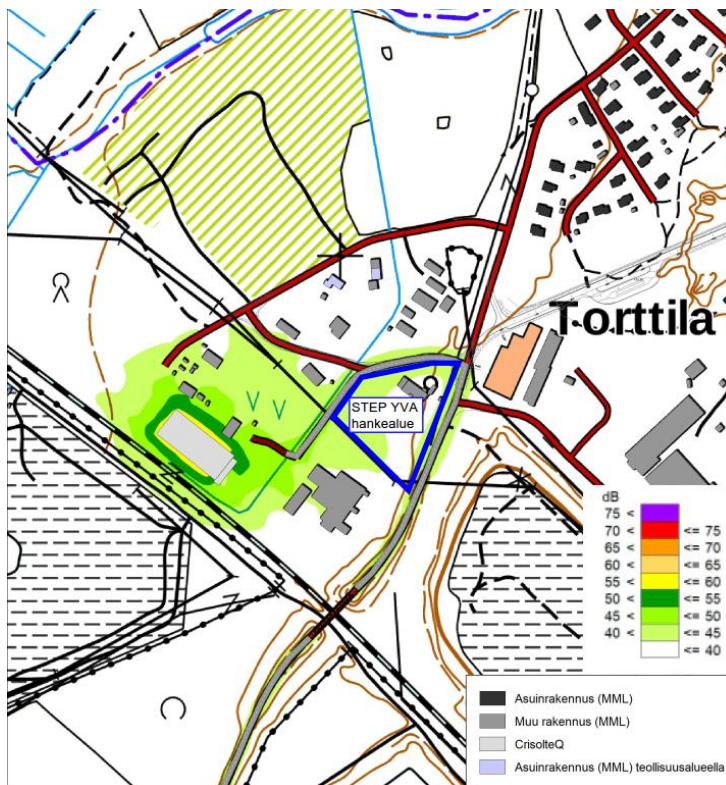 Torttila
STEP YVA
hankealue
dB
75 <
70 < <= 75
65 < <= 70
60 < <= 65
55 < <= 60
50 < <= 55
45 < <= 50
40 < <= 45
<= 40
Asuinrakennus (MML)
Muu rakennus (MML)
CrisolteQ
Asuinrakennus (MML) teollisuusalueella